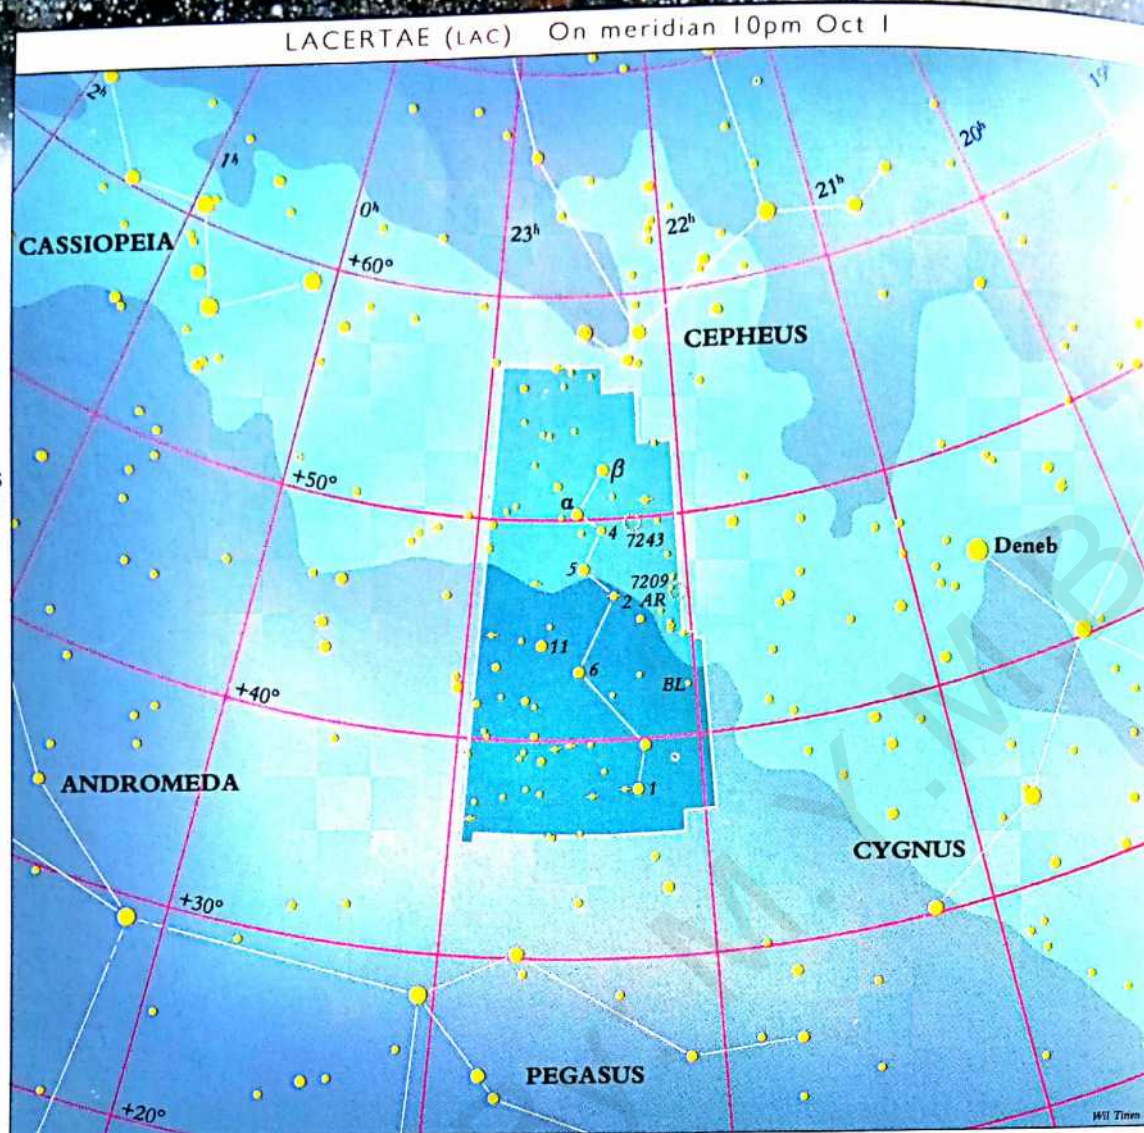 LACERTAE (LAC) On meridian 10pm Oct 1
2h
1h
0h
23h
22h
21h
20h
19
CASSIOPEIA
+60°
CEPHEUS
+50°
β
α
4
7243
5
7209
2 AR
Deneb
11
6
BL
+40°
ANDROMEDA
1
CYGNUS
+30°
PEGASUS
+20°
Wil Tirion